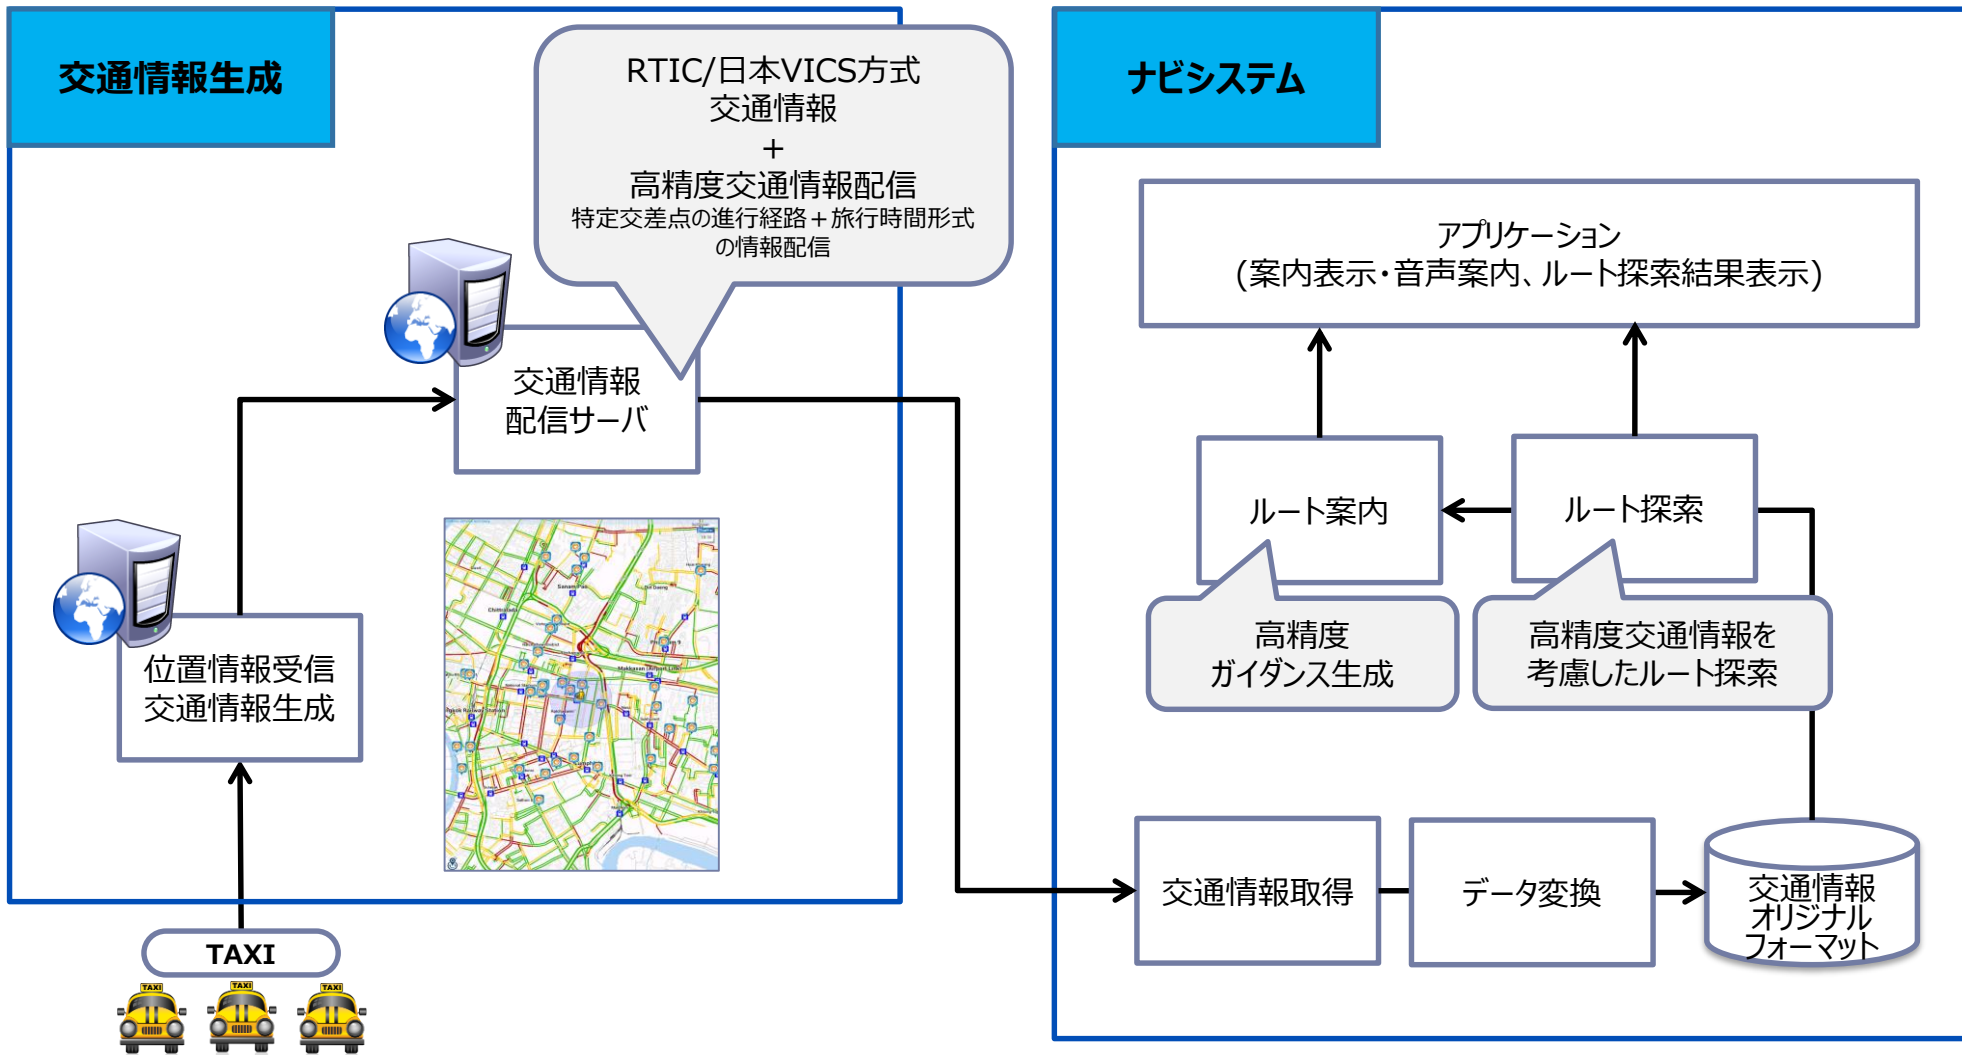 交通情報生成
RTIC/日本VICS方式
交通情報
+
高精度交通情報配信
特定交差点の進行経路＋旅行時間形式
の情報配信
交通情報
配信サーバ
位置情報受信
交通情報生成
TAXI
TAXI
TAXI
TAXI
ナビシステム
アプリケーション
(案内表示・音声案内、ルート探索結果表示)
ルート案内
ルート探索
高精度
ガイダンス生成
高精度交通情報を
考慮したルート探索
交通情報取得
データ変換
交通情報
オリジナル
フォーマット